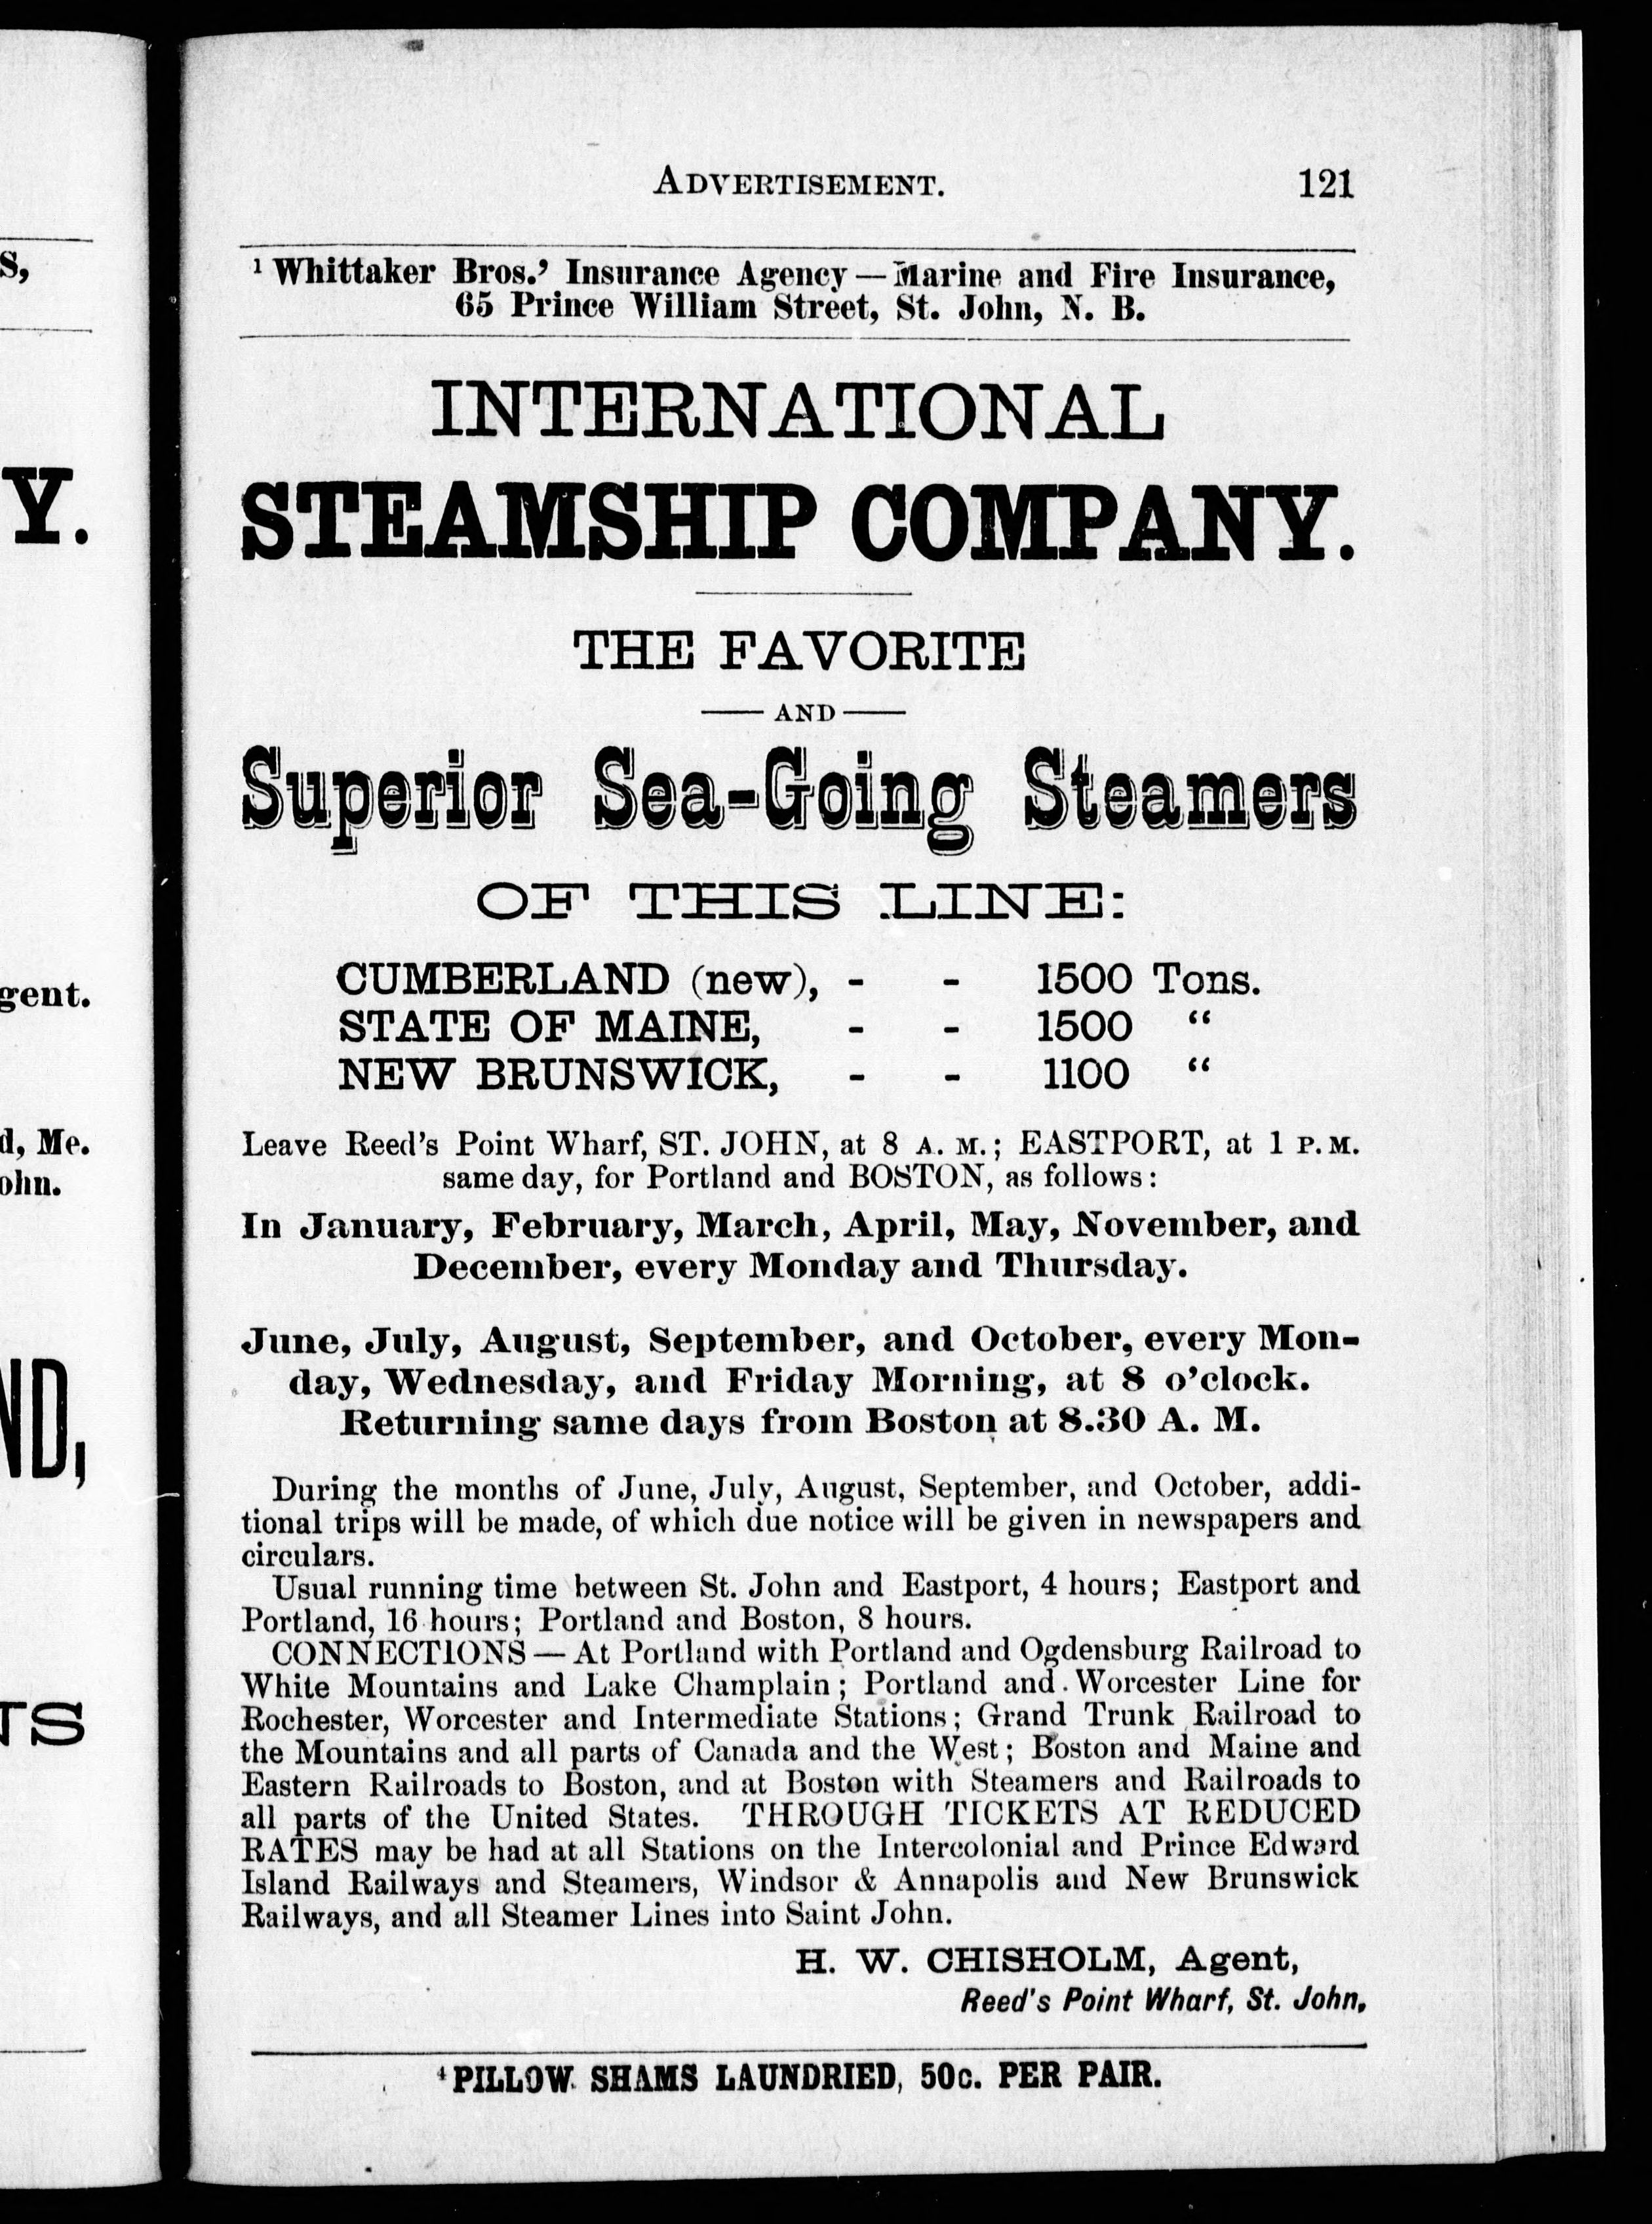 S,
Y.
gent.
d, Me.
ohn.
ND,
TS
ADVERTISEMENT. 121
1 Whittaker Bros.' Insurance Agency — Marine and Fire Insurance,
65 Prince William Street, St. John, N. B.
INTERNATIONAL
STEAMSHIP COMPANY.
THE FAVORITE
— AND —
Superior Sea-Going Steamers
OF THIS LINE:
CUMBERLAND (new), - - 1500 Tons.
STATE OF MAINE, - - 1500 “
NEW BRUNSWICK, - - 1100 “
Leave Reed's Point Wharf, ST. JOHN, at 8 A. M.; EASTPORT, at 1 P. M.
same day, for Portland and BOSTON, as follows:
In January, February, March, April, May, November, and
December, every Monday and Thursday.
June, July, August, September, and October, every Mon-
day, Wednesday, and Friday Morning, at 8 o'clock.
Returning same days from Boston at 8.30 A. M.
During the months of June, July, August, September, and October, addi-
tional trips will be made, of which due notice will be given in newspapers and
circulars.
Usual running time between St. John and Eastport, 4 hours; Eastport and
Portland, 16 hours; Portland and Boston, 8 hours.
CONNECTIONS — At Portland with Portland and Ogdensburg Railroad to
White Mountains and Lake Champlain; Portland and Worcester Line for
Rochester, Worcester and Intermediate Stations; Grand Trunk Railroad to
the Mountains and all parts of Canada and the West; Boston and Maine and
Eastern Railroads to Boston, and at Boston with Steamers and Railroads to
all parts of the United States. THROUGH TICKETS AT REDUCED
RATES may be had at all Stations on the Intercolonial and Prince Edward
Island Railways and Steamers, Windsor & Annapolis and New Brunswick
Railways, and all Steamer Lines into Saint John.
H. W. CHISHOLM, Agent,
Reed's Point Wharf, St. John.
4 PILLOW SHAMS LAUNDRIED, 50c. PER PAIR.